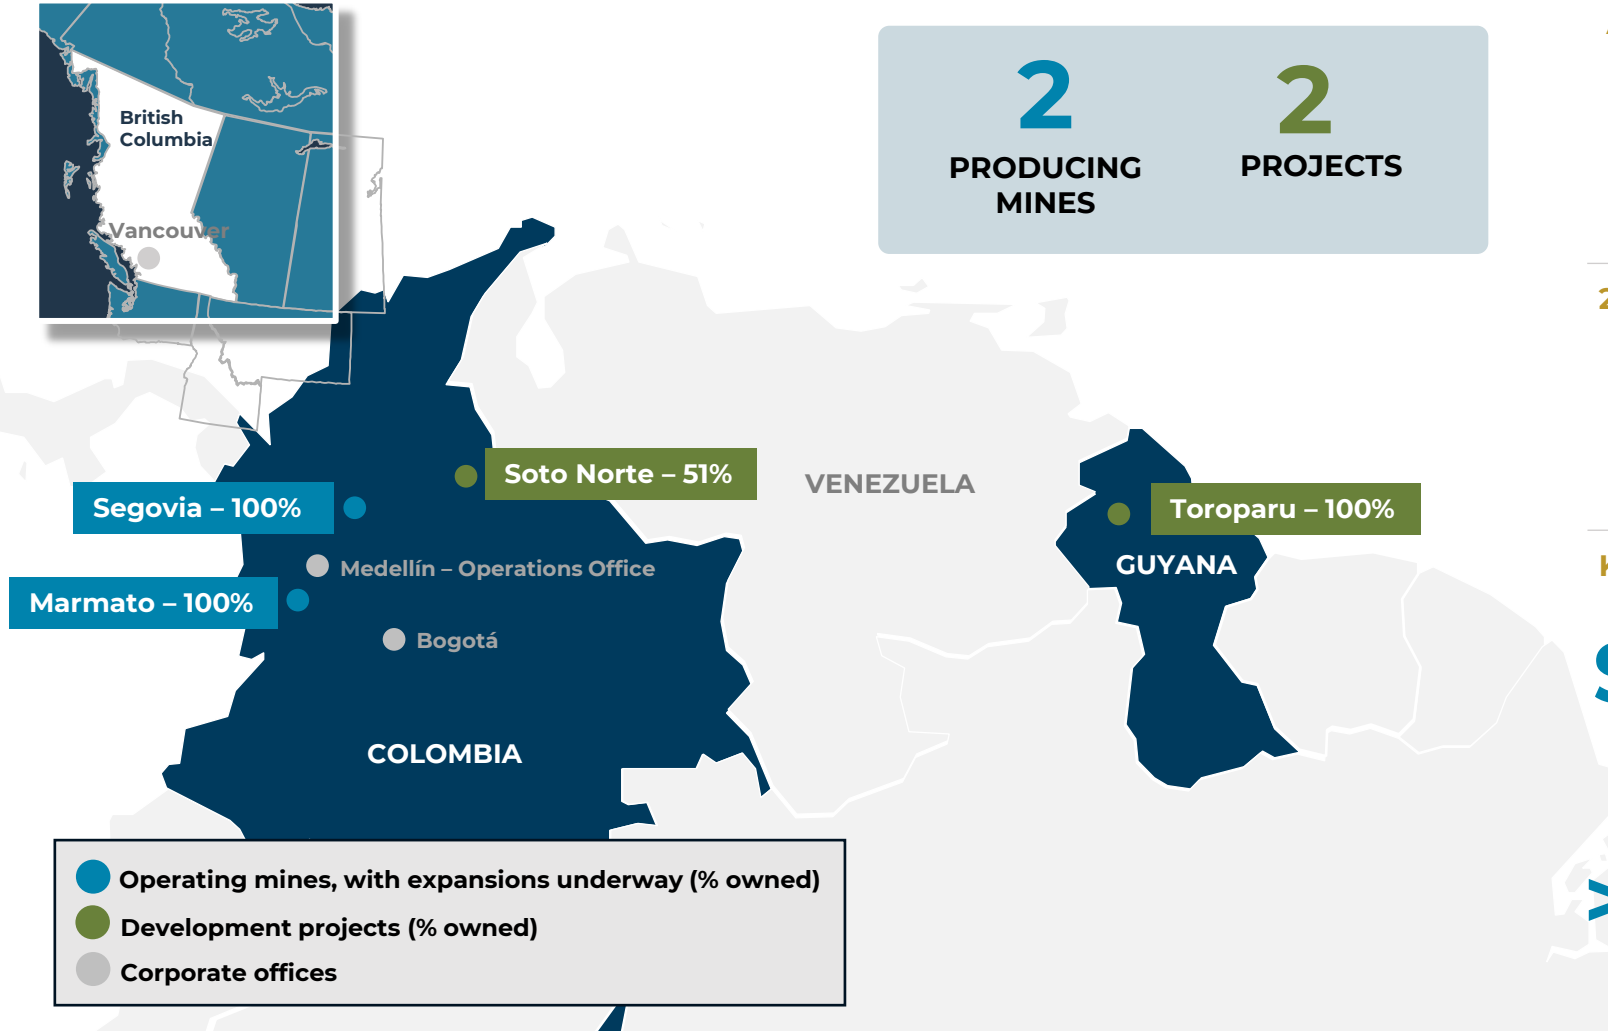 British
Columbia
Vancouver
2
PRODUCING
MINES
2
PROJECTS
Soto Norte – 51%
VENEZUELA
Segovia – 100%
Toroparu – 100%
Medellín – Operations Office
GUYANA
Marmato – 100%
Bogotá
COLOMBIA
Operating mines, with expansions underway (% owned)
Development projects (% owned)
Corporate offices